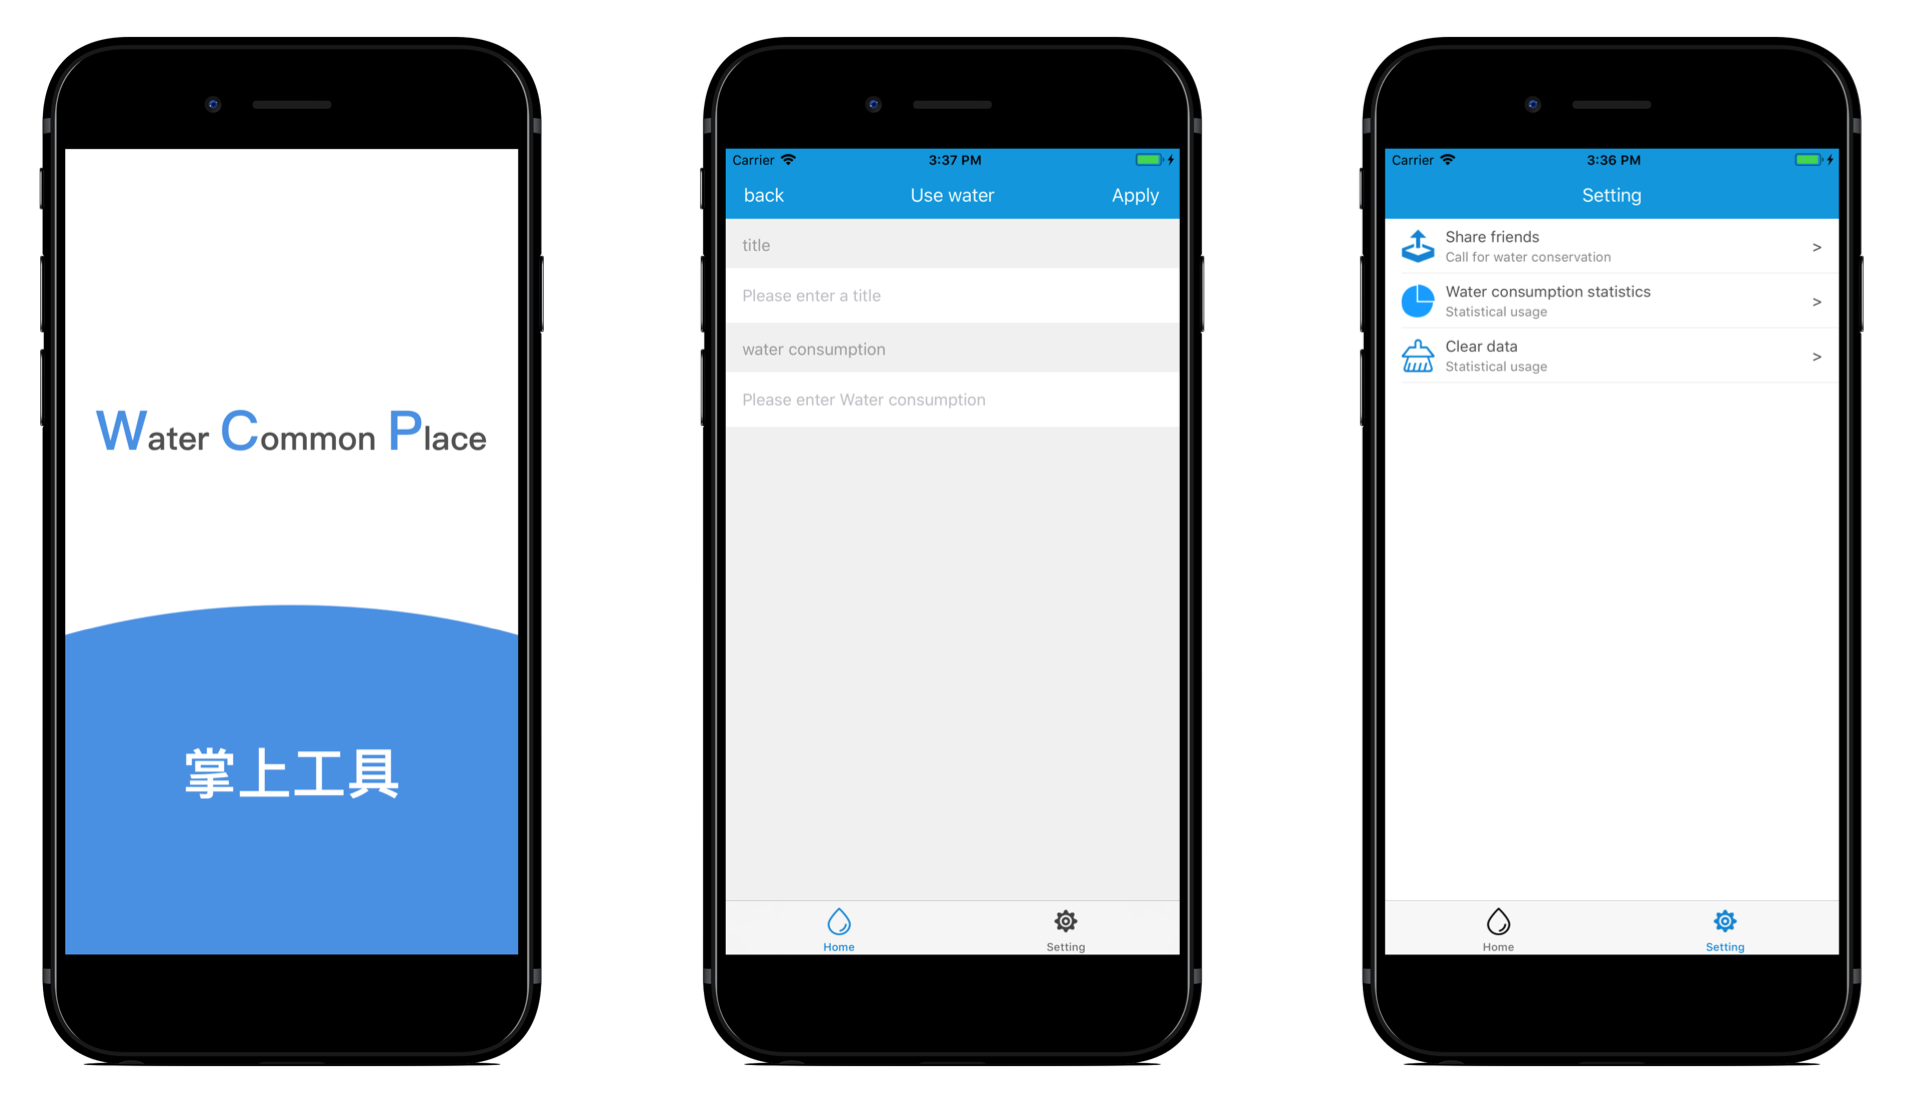 Water Common Place
掌上工具
Carrier 3:37 PM
back Use water Apply
title
Please enter a title
water consumption
Please enter Water consumption
Home Setting
Carrier 3:36 PM
Setting
Share friends
Call for water conservation
>
Water consumption statistics
Statistical usage
>
Clear data
Statistical usage
>
Home Setting